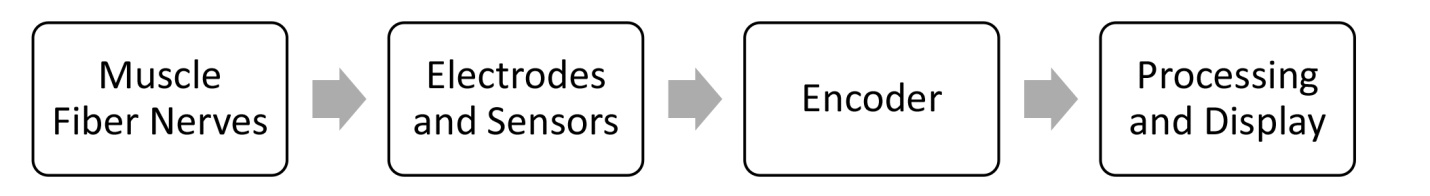 Muscle
Fiber Nerves
Electrodes
and Sensors
Encoder
Processing
and Display